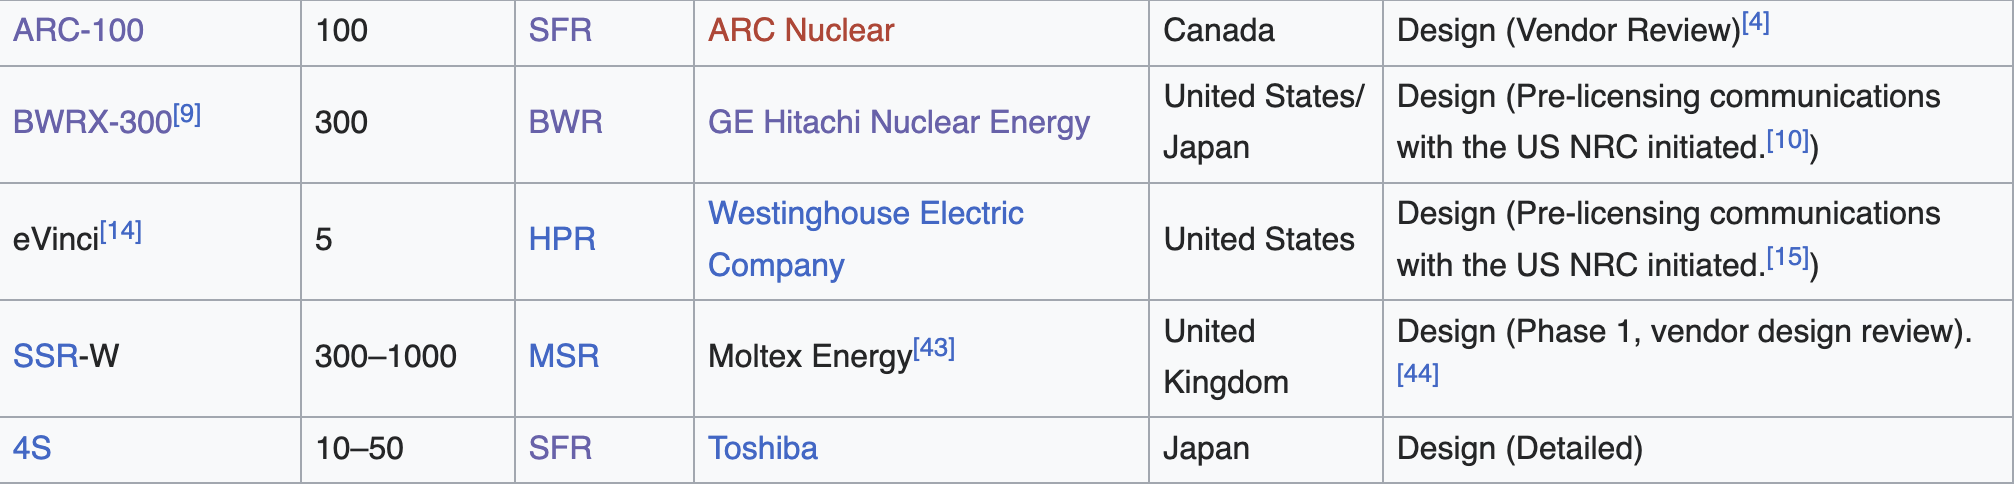 ARC-100 100 SFR ARC Nuclear Canada Design (Vendor Review)[4]
BWRX-300[9] 300 BWR GE Hitachi Nuclear Energy United States/
Japan Design (Pre-licensing communications
with the US NRC initiated.[10])
eVinci[14] 5 HPR Westinghouse Electric
Company United States Design (Pre-licensing communications
with the US NRC initiated.[15])
SSR-W 300–1000 MSR Moltex Energy[43] United
Kingdom Design (Phase 1, vendor design review).
[44]
4S 10–50 SFR Toshiba Japan Design (Detailed)